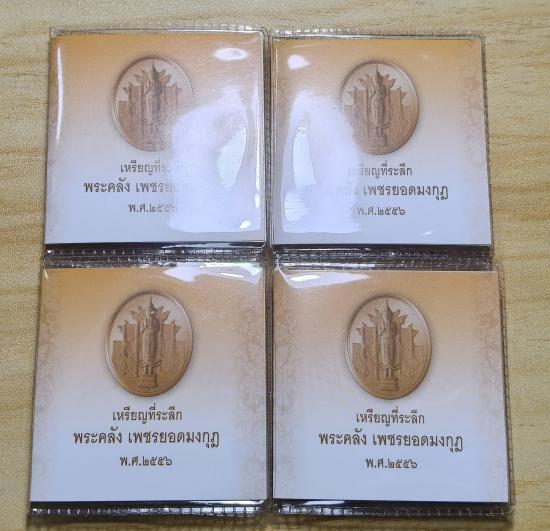 เหรียญที่ระลึก
พระคลัง เพชรยอดมงกุฎ
พ.ศ.๒๕๕๖
เหรียญที่ระลึก
คลัง เพชรยอดมงกุฎ
พ.ศ.๒๕๕๖
เหรียญที่ระลึก
พระคลัง เพชรยอดมงกุฎ
พ.ศ.๒๕๕๖
เหรียญที่ระลึก
พระคลัง เพชรยอดมงกุฎ
พ.ศ.๒๕๕๖